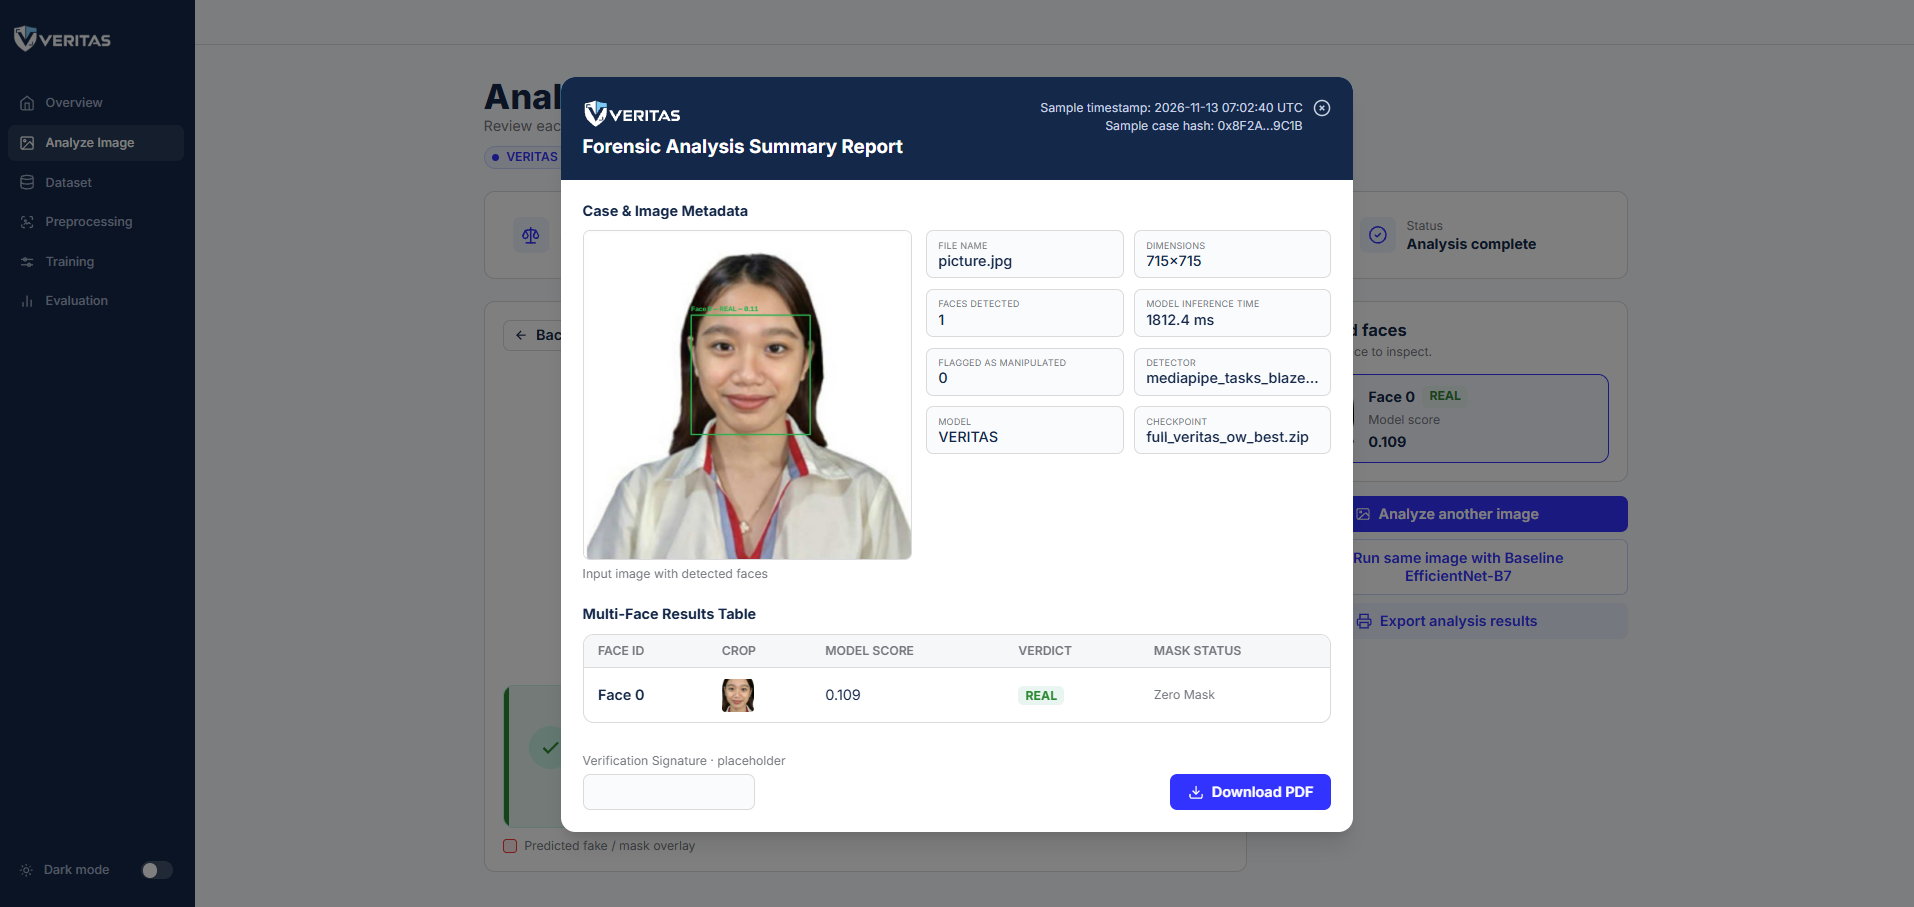 VERITAS
Overview
Analyze Image
Dataset
Preprocessing
Training
Evaluation
Dark mode
Anal
Review eac
VERITAS
Bac
Predicted fake / mask overlay
VERITAS
Forensic Analysis Summary Report
Sample timestamp: 2026-11-13 07:02:40 UTC
Sample case hash: 0x8F2A...9C1B
Case & Image Metadata
Face 0 – REAL – 0.11
Input image with detected faces
FILE NAME
picture.jpg
DIMENSIONS
715×715
FACES DETECTED
1
MODEL INFERENCE TIME
1812.4 ms
FLAGGED AS MANIPULATED
0
DETECTOR
mediapipe_tasks_blaze...
MODEL
VERITAS
CHECKPOINT
full_veritas_ow_best.zip
Multi-Face Results Table
FACE ID CROP MODEL SCORE VERDICT MASK STATUS
Face 0 0.109 REAL Zero Mask
Verification Signature · placeholder
Download PDF
Status
Analysis complete
d faces
ce to inspect.
Face 0 REAL
Model score
0.109
Analyze another image
Run same image with Baseline
EfficientNet-B7
Export analysis results